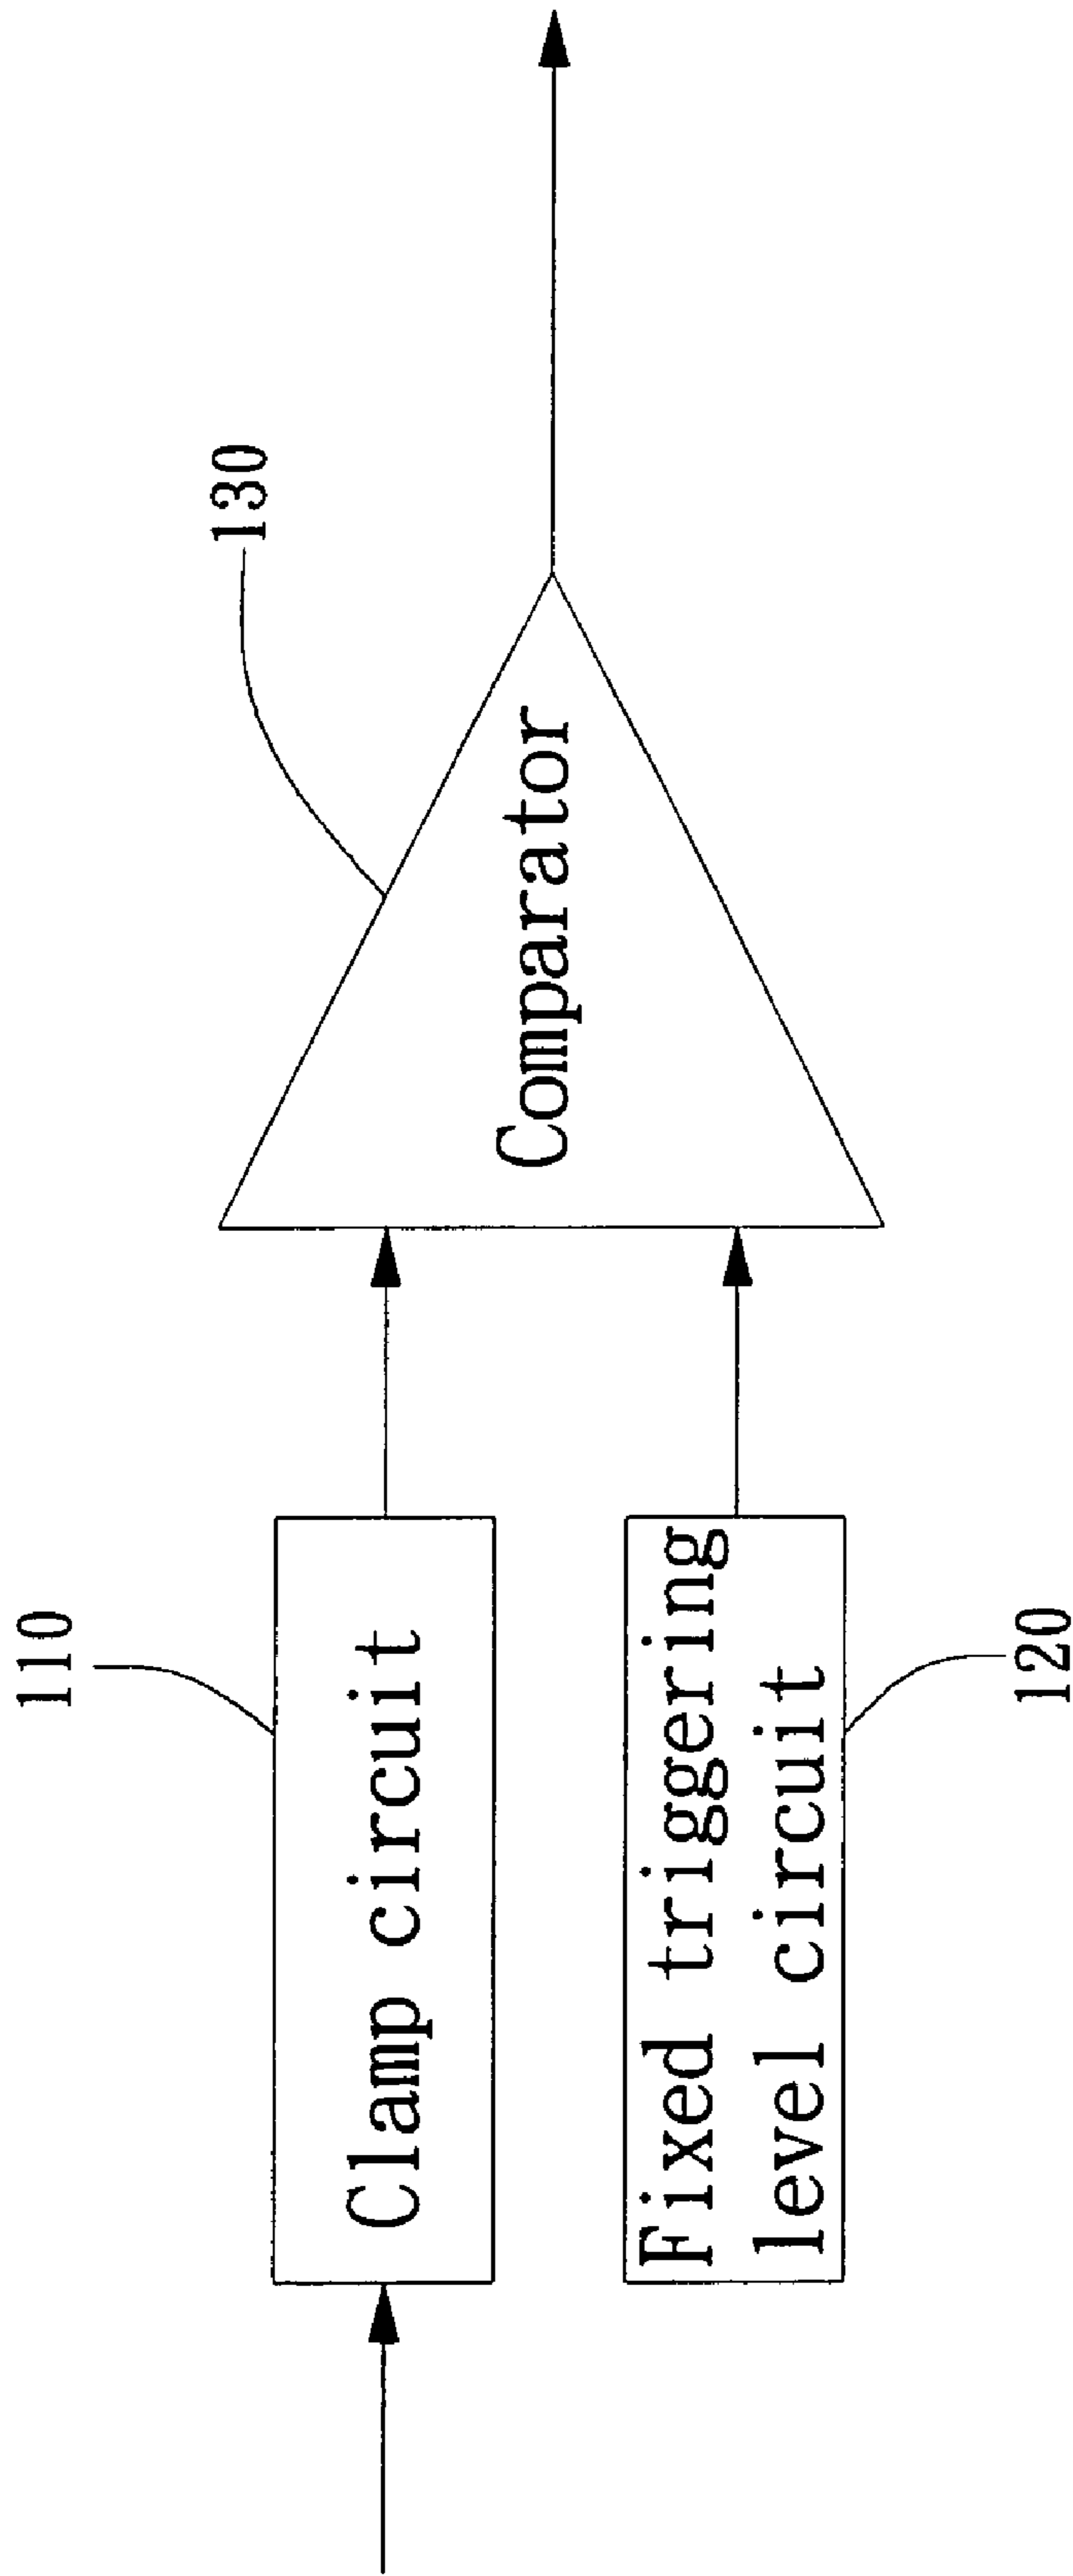 110
Clamp circuit
130
Comparator
Fixed triggering
level circuit
120